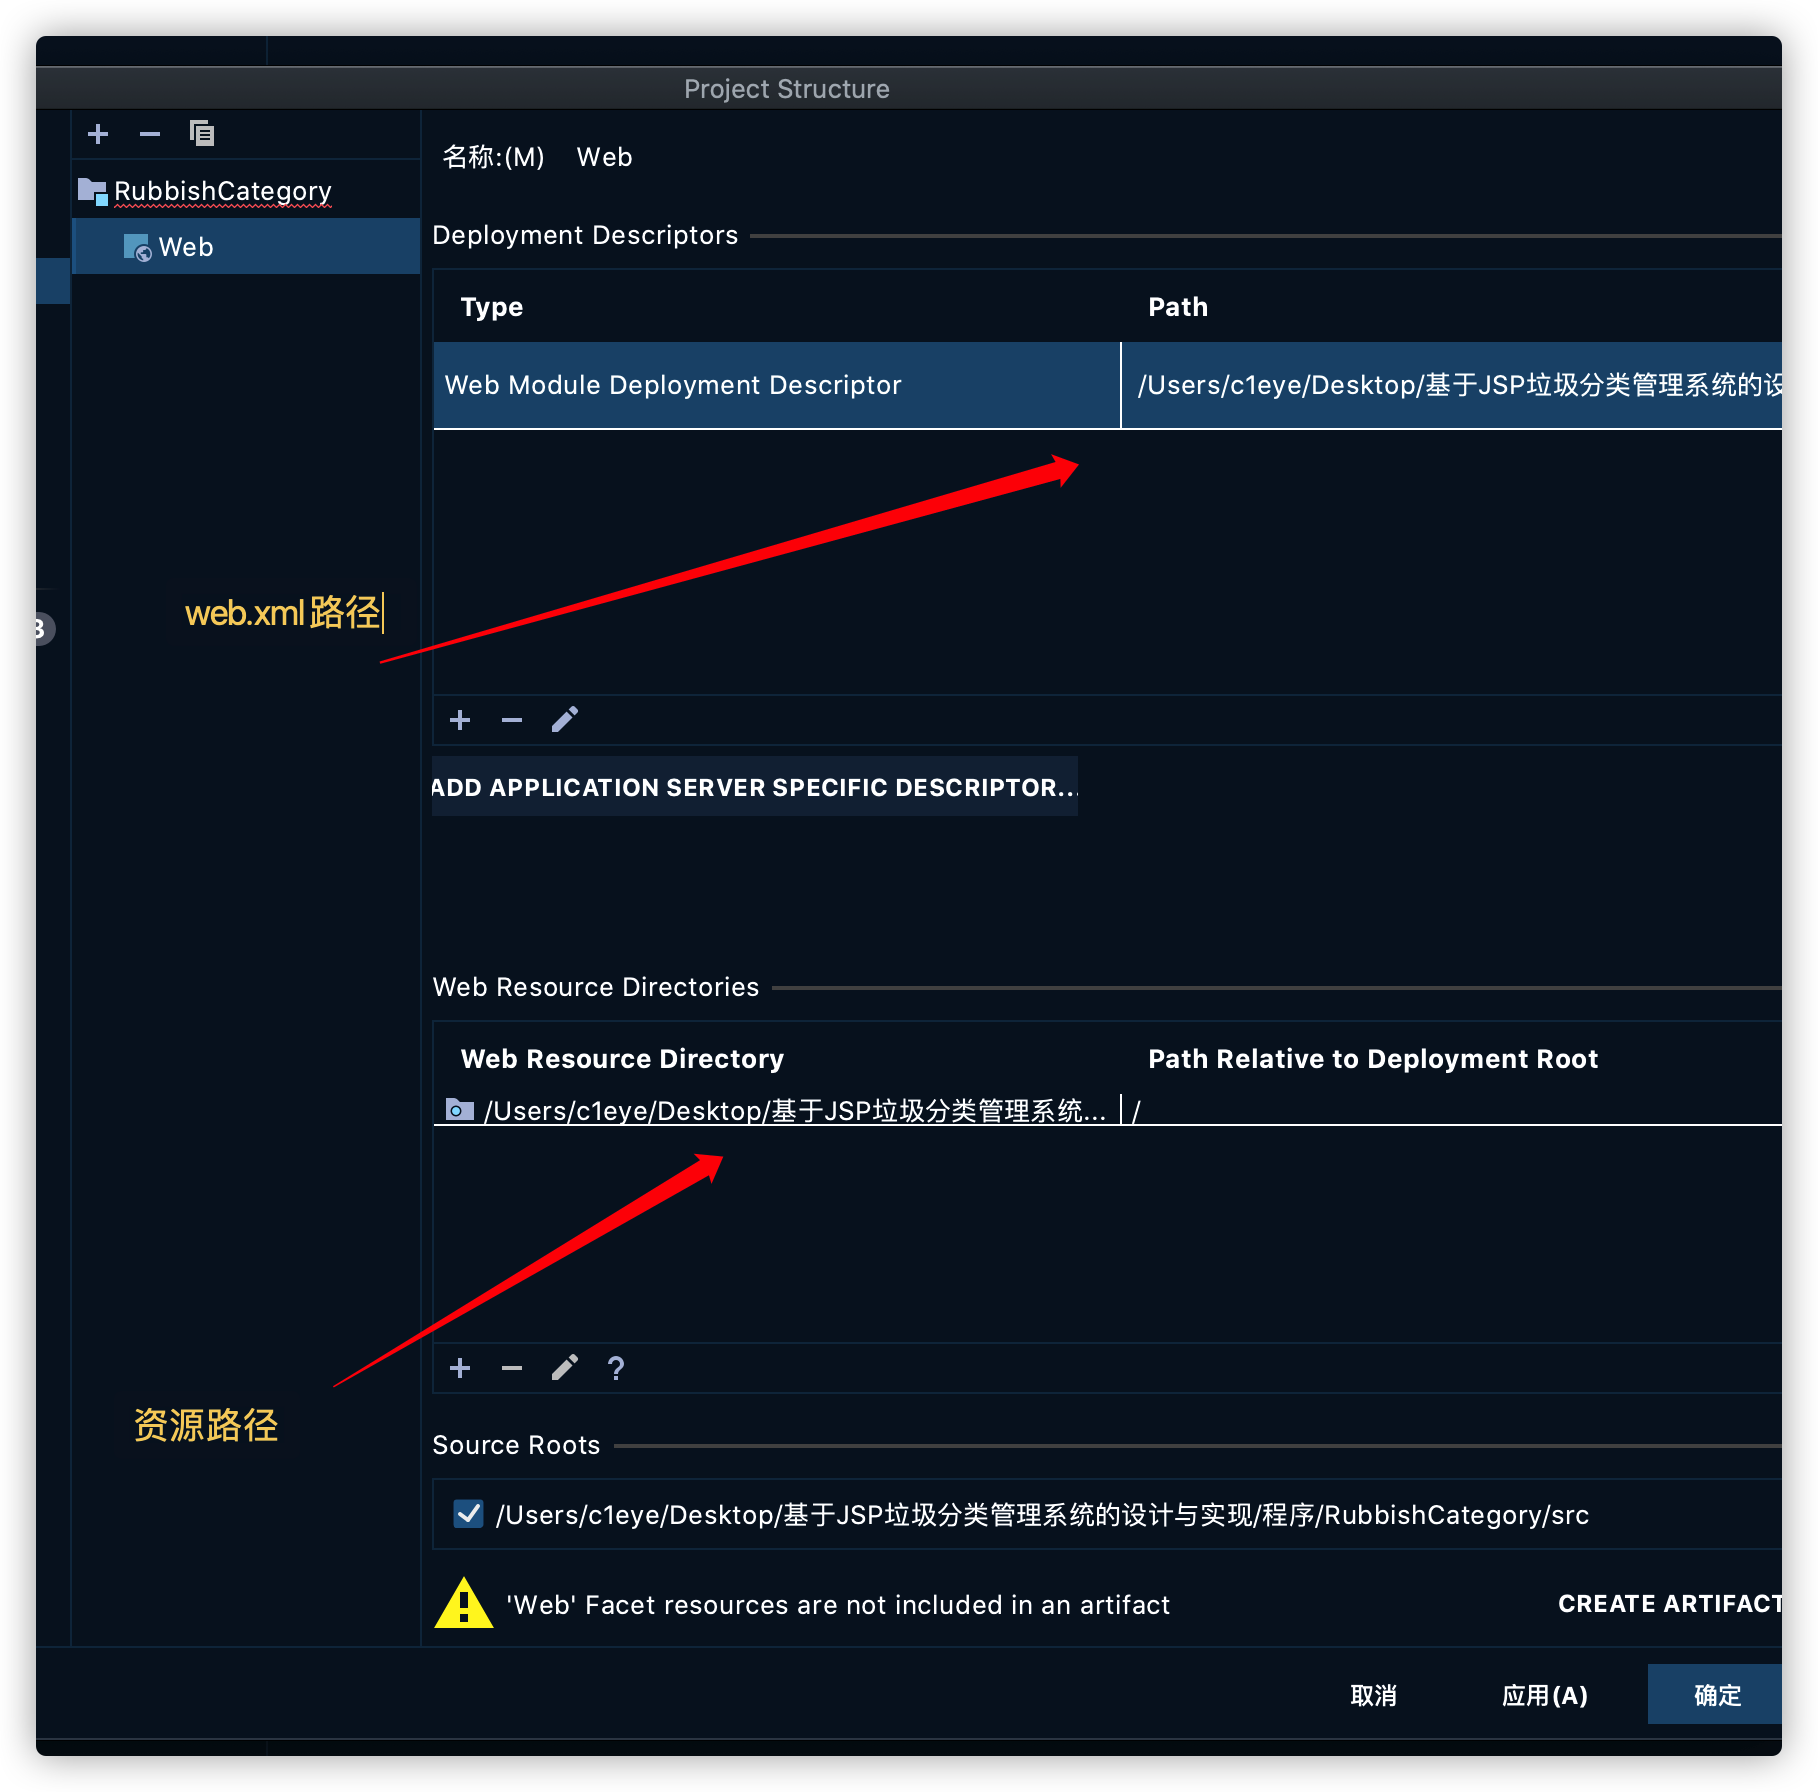 Project Structure
RubbishCategory
Web
名称:(M) Web
Deployment Descriptors
Type Path
Web Module Deployment Descriptor /Users/c1eye/Desktop/基于JSP垃圾分类管理系统的设
web.xml路径
ADD APPLICATION SERVER SPECIFIC DESCRIPTOR...
Web Resource Directories
Web Resource Directory Path Relative to Deployment Root
/Users/c1eye/Desktop/基于JSP垃圾分类管理系统... /
?
资源路径
Source Roots
/Users/c1eye/Desktop/基于JSP垃圾分类管理系统的设计与实现/程序/RubbishCategory/src
'Web' Facet resources are not included in an artifact CREATE ARTIFACT
取消 应用(A) 确定